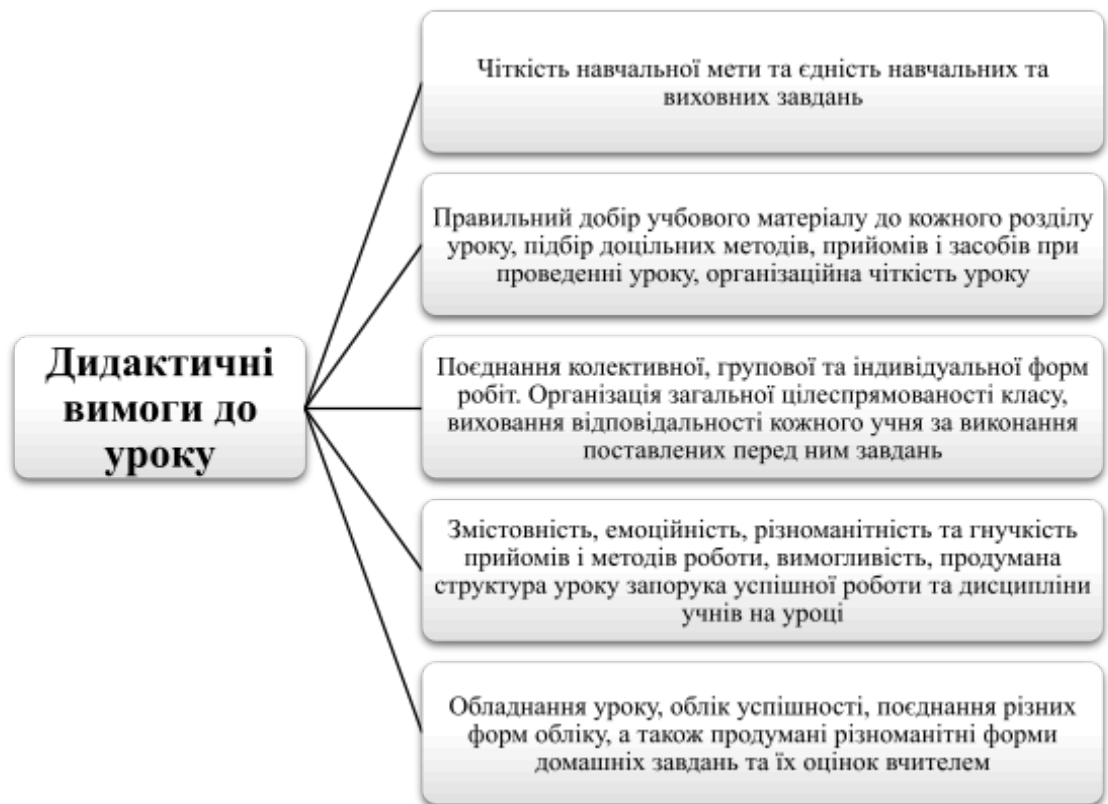 Дидактичні
вимоги до
уроку
Чіткість навчальної мети та єдність навчальних та
виховних завдань
Правильний добір учбового матеріалу до кожного розділу
уроку, підбір доцільних методів, прийомів і засобів при
проведенні уроку, організаційна чіткість уроку
Поєднання колективної, групової та індивідуальної форм
робіт. Організація загальної цілеспрямованості класу,
виховання відповідальності кожного учня за виконання
поставлених перед ним завдань
Змістовність, емоційність, різноманітність та гнучкість
прийомів і методів роботи, вимогливість, продумана
структура уроку запорука успішної роботи та дисципліни
учнів на уроці
Обладнання уроку, облік успішності, поєднання різних
форм обліку, а також продумані різноманітні форми
домашніх завдань та їх оцінок вчителем